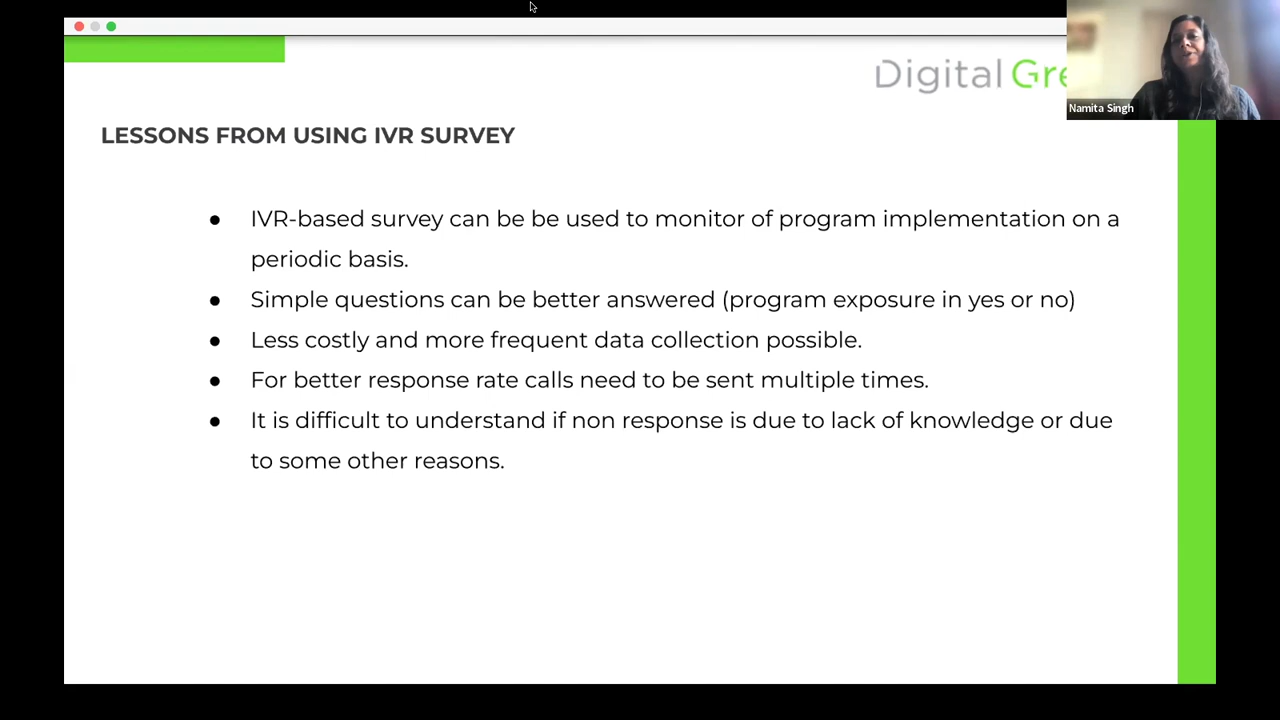 Digital Gre
Namita Singh
LESSONS FROM USING IVR SURVEY
● IVR-based survey can be be used to monitor of program implementation on a
periodic basis.
● Simple questions can be better answered (program exposure in yes or no)
● Less costly and more frequent data collection possible.
● For better response rate calls need to be sent multiple times.
● It is difficult to understand if non response is due to lack of knowledge or due
to some other reasons.